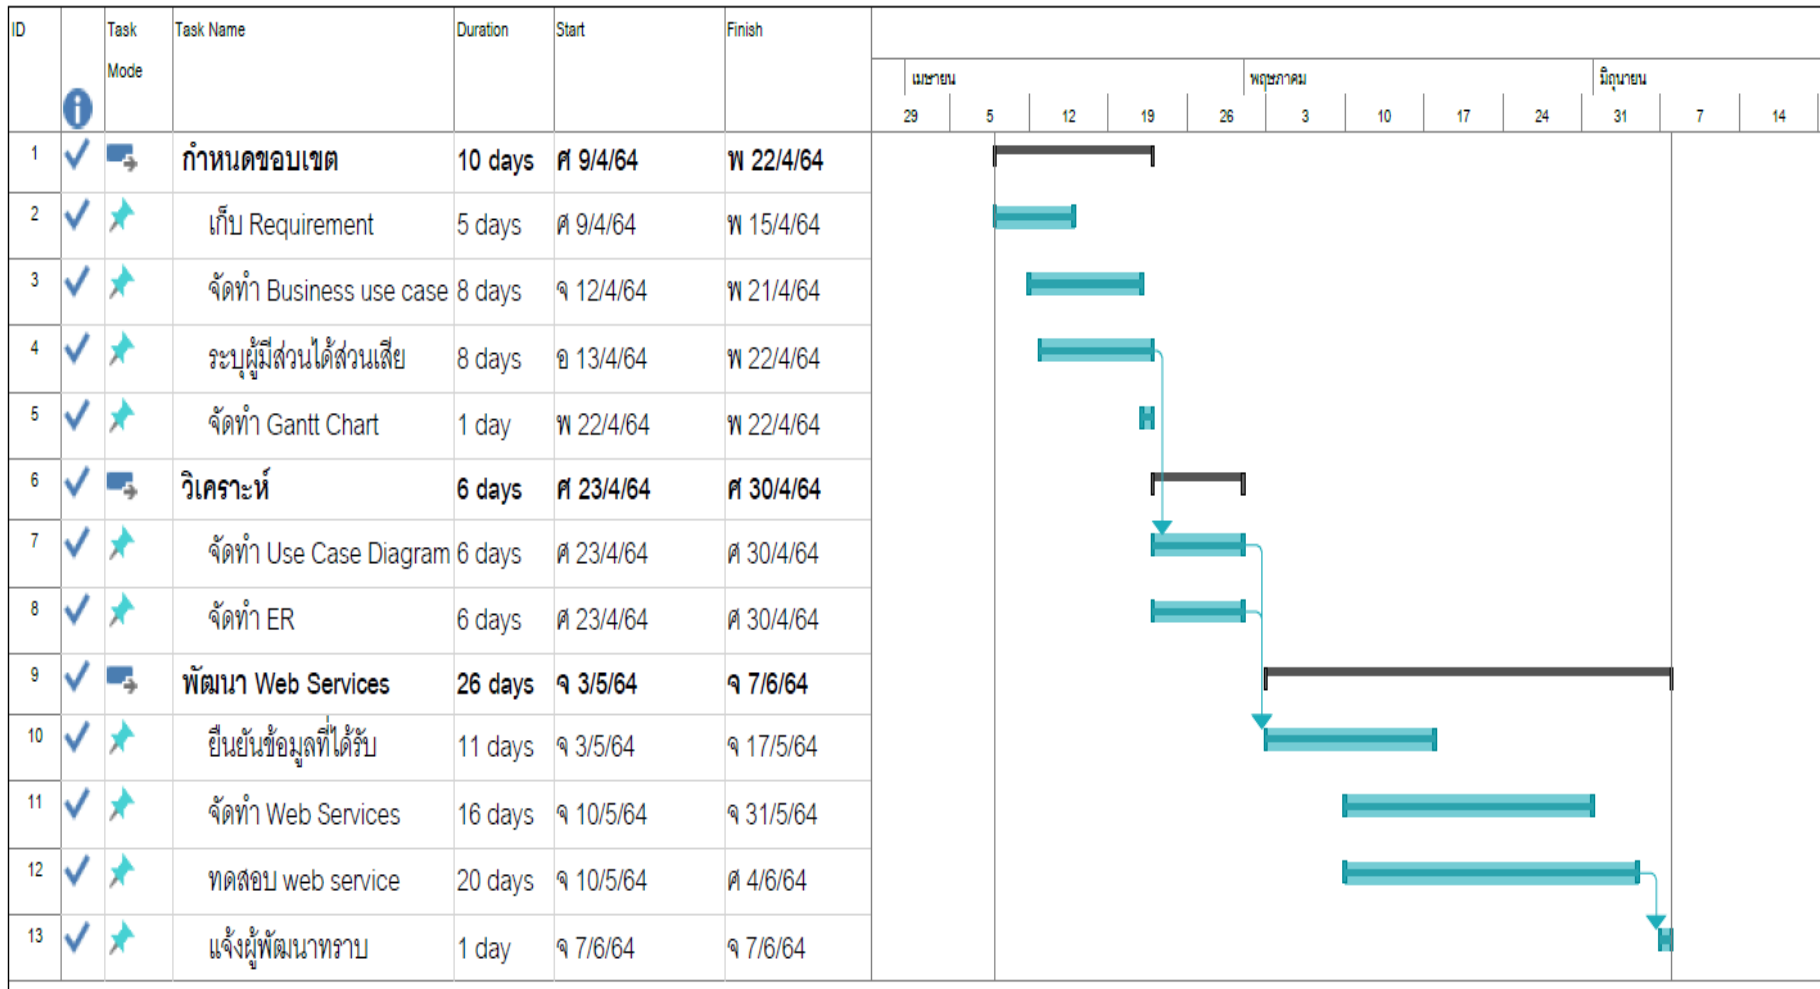 ID Task Mode Task Name Duration Start Finish
เมษายน พฤษภาคม มิถุนายน
29 5 12 19 26 3 10 17 24 31 7 14
1 กำหนดขอบเขต 10 days ศ 9/4/64 พ 22/4/64
2 เก็บ Requirement 5 days ศ 9/4/64 พ 15/4/64
3 จัดทำ Business use case 8 days จ 12/4/64 พ 21/4/64
4 ระบุผู้มีส่วนได้ส่วนเสีย 8 days อ 13/4/64 พ 22/4/64
5 จัดทำ Gantt Chart 1 day พ 22/4/64 พ 22/4/64
6 วิเคราะห์ 6 days ศ 23/4/64 ศ 30/4/64
7 จัดทำ Use Case Diagram 6 days ศ 23/4/64 ศ 30/4/64
8 จัดทำ ER 6 days ศ 23/4/64 ศ 30/4/64
9 พัฒนา Web Services 26 days จ 3/5/64 จ 7/6/64
10 ยืนยันข้อมูลที่ได้รับ 11 days จ 3/5/64 จ 17/5/64
11 จัดทำ Web Services 16 days จ 10/5/64 จ 31/5/64
12 ทดสอบ web service 20 days จ 10/5/64 ศ 4/6/64
13 แจ้งผู้พัฒนาทราบ 1 day จ 7/6/64 จ 7/6/64